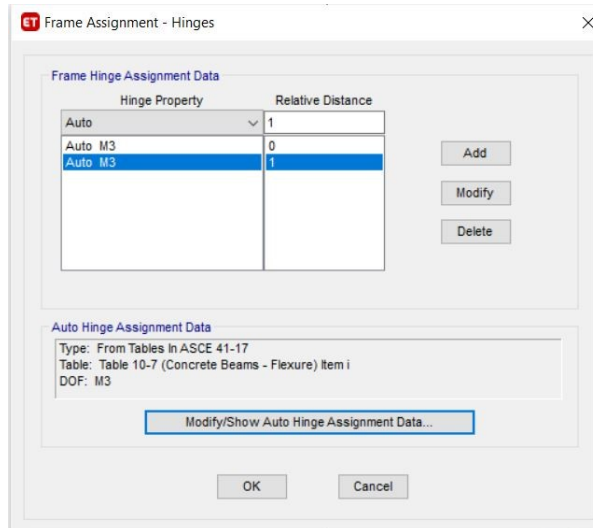 ET Frame Assignment - Hinges
Frame Hinge Assignment Data
Hinge Property Relative Distance
Auto 1
Auto M3 0
Auto M3 1
Add
Modify
Delete
Auto Hinge Assignment Data
Type: From Tables In ASCE 41-17
Table: Table 10-7 (Concrete Beams - Flexure) Item i
DOF: M3
Modify/Show Auto Hinge Assignment Data...
OK Cancel